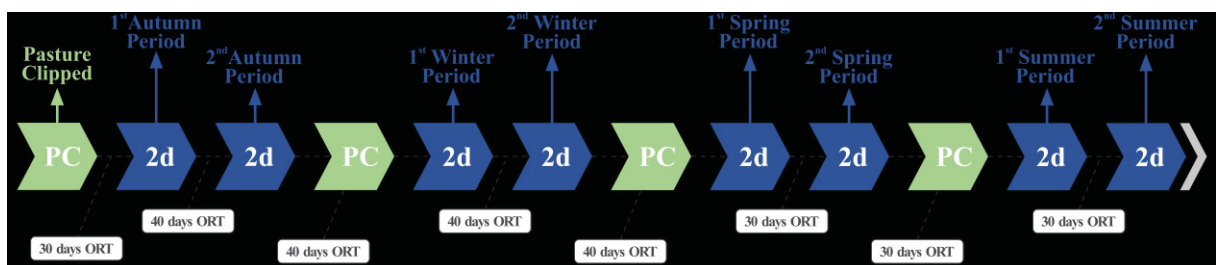 Pasture
Clipped
1st Autumn
Period
2nd Autumn
Period
1st Winter
Period
2nd Winter
Period
1st Spring
Period
2nd Spring
Period
1st Summer
Period
2nd Summer
Period
PC 2d 2d PC 2d 2d PC 2d 2d PC 2d 2d
30 days ORT
40 days ORT
40 days ORT
40 days ORT
40 days ORT
30 days ORT
30 days ORT
30 days ORT